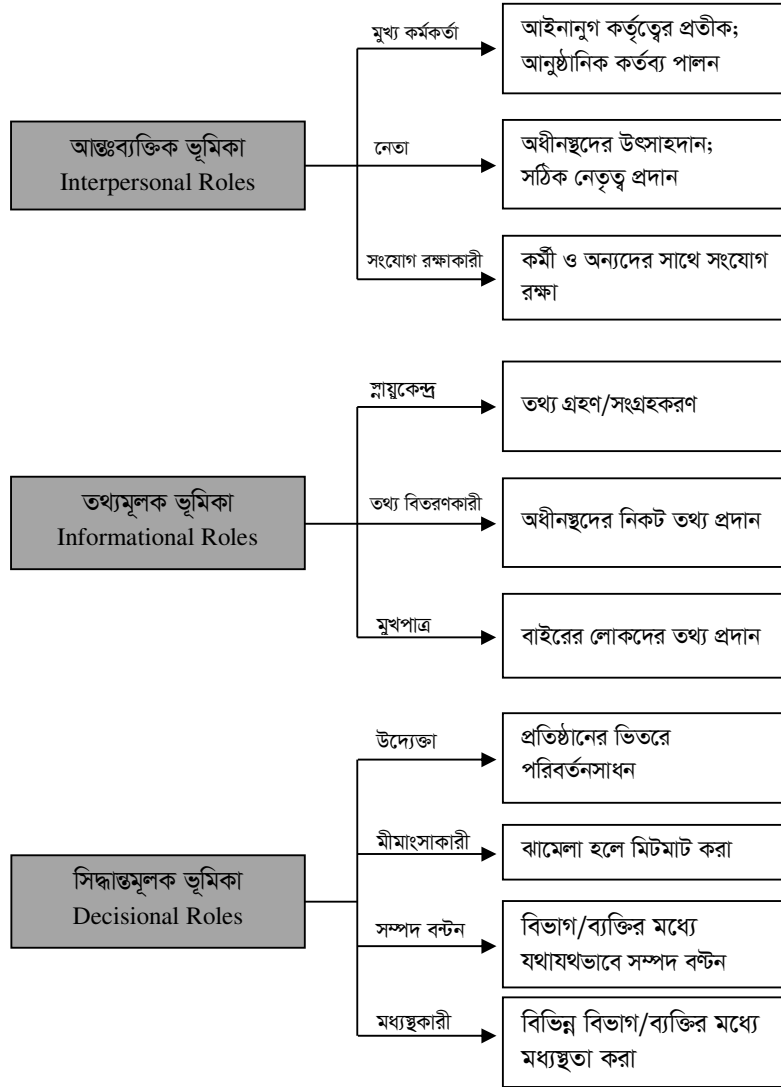 মুখ্য কর্মকর্তা
আইনানুগ কর্তৃত্বের প্রতীক;
আনুষ্ঠানিক কর্তব্য পালন
আন্তঃব্যক্তিক ভূমিকা
Interpersonal Roles
নেতা
অধীনস্থদের উৎসাহদান;
সঠিক নেতৃত্ব প্রদান
সংযোগ রক্ষাকারী
কর্মী ও অন্যদের সাথে সংযোগ
রক্ষা
স্নায়ুকেন্দ্র
তথ্য গ্রহণ/সংগ্রহকরণ
তথ্যমূলক ভূমিকা
Informational Roles
তথ্য বিতরণকারী
অধীনস্থদের নিকট তথ্য প্রদান
মুখপাত্র
বাইরের লোকদের তথ্য প্রদান
উদ্যেক্তা
প্রতিষ্ঠানের ভিতরে
পরিবর্তনসাধন
মীমাংসাকারী
ঝামেলা হলে মিটমাট করা
সিদ্ধান্তমূলক ভূমিকা
Decisional Roles
সম্পদ বন্টন
বিভাগ/ব্যক্তির মধ্যে
যথাযথভাবে সম্পদ বণ্টন
মধ্যস্থকারী
বিভিন্ন বিভাগ/ব্যক্তির মধ্যে
মধ্যস্থতা করা